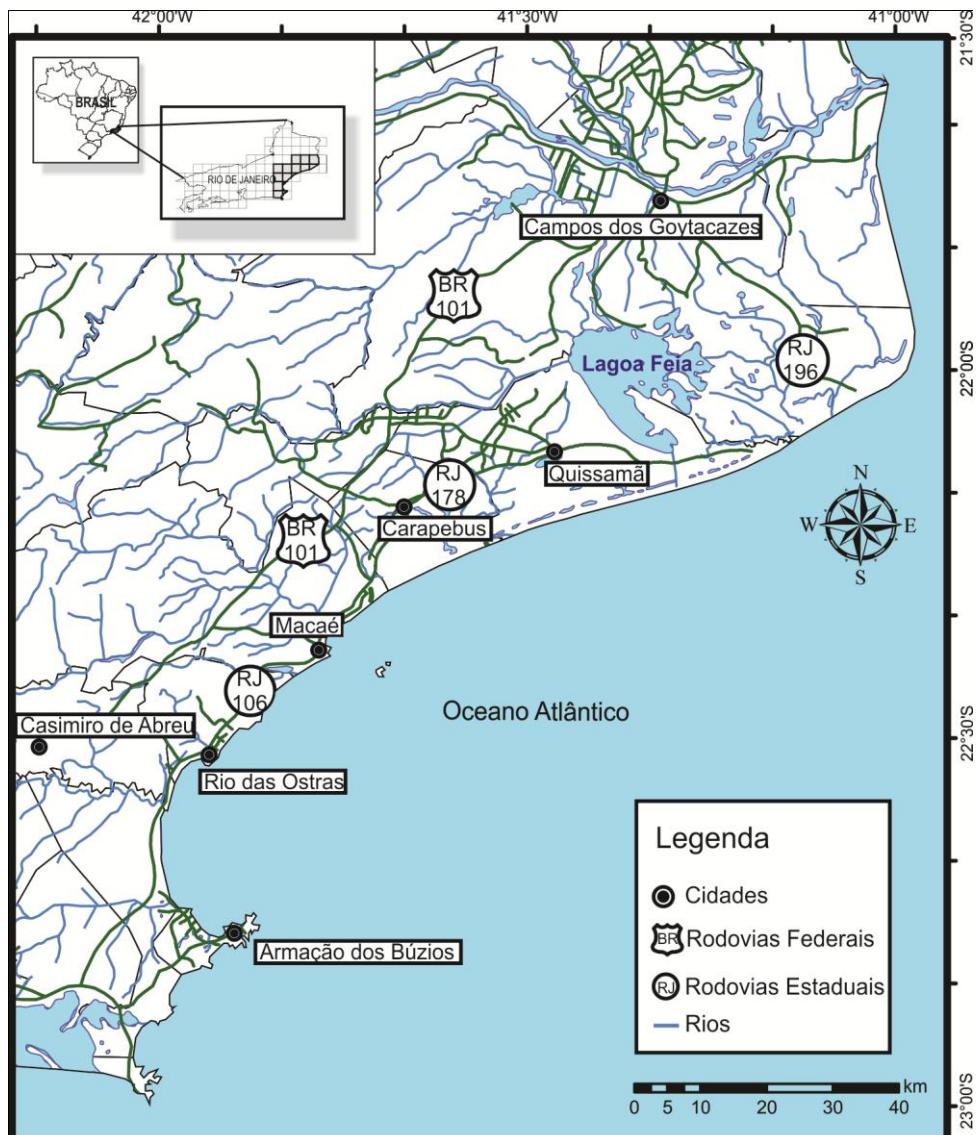 42°00'W
41°30'W
41°00'W
21°30'S
BRASIL
RIO DE JANEIRO
Campos dos Goytacazes
BR
101
Lagoa Feia
RJ
196
22°00'S
Quissamã
RJ
178
Carapebus
BR
101
N
W
E
S
Macaé
RJ
106
Oceano Atlântico
Casimiro de Abreu
22°30'S
Rio das Ostras
Legenda
Cidades
BR Rodovias Federais
RJ Rodovias Estaduais
Rios
Armação dos Búzios
km
0 5 10 20 30 40
23°00'S